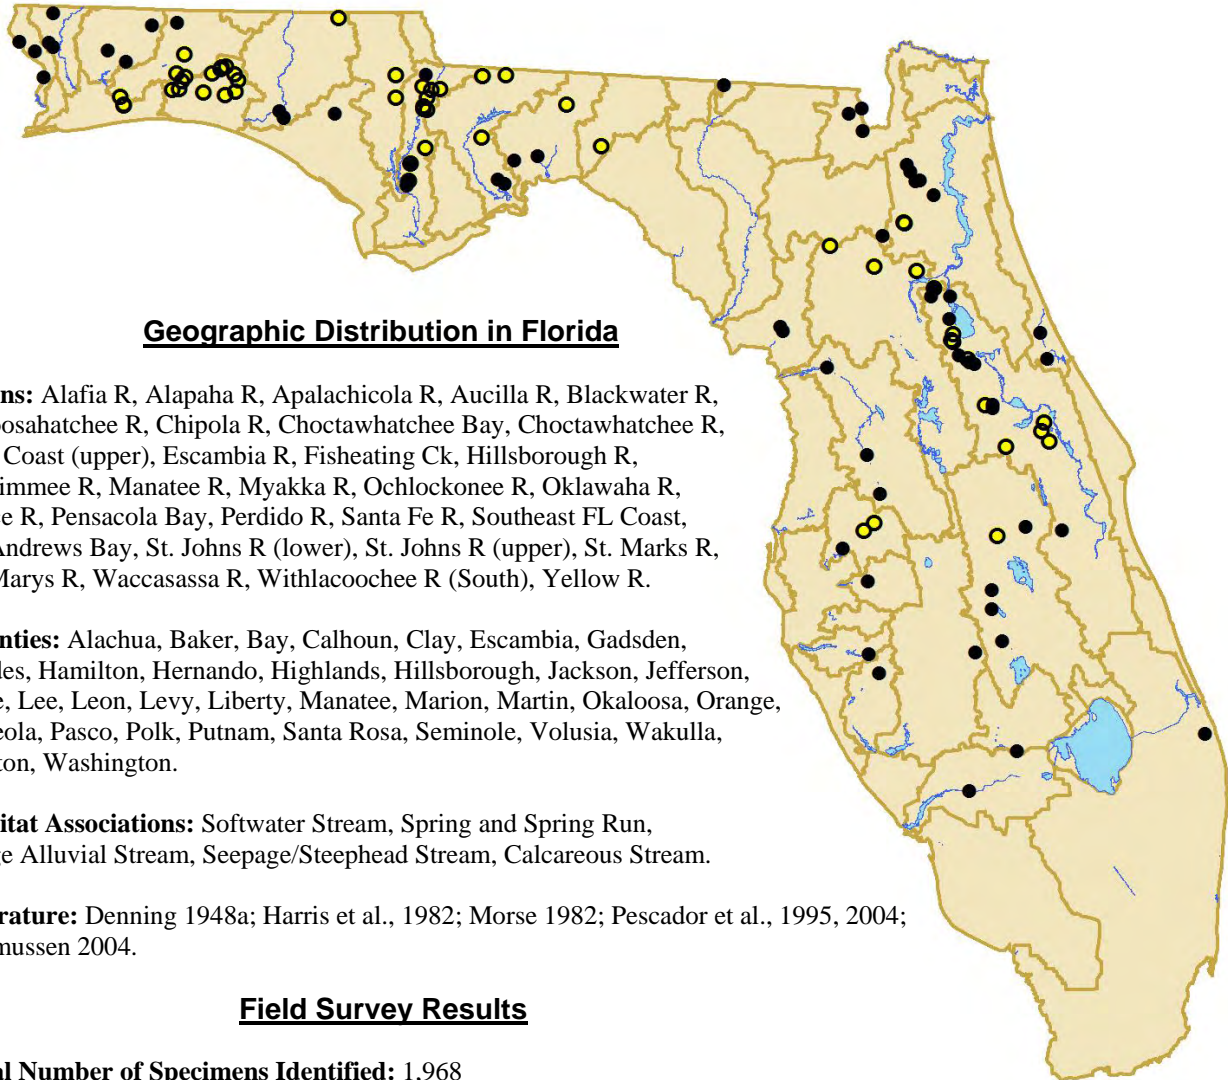 Geographic Distribution in Florida
ns: Alafia R, Alapaha R, Apalachicola R, Aucilla R, Blackwater R,
osahatchee R, Chipola R, Choctawhatchee Bay, Choctawhatchee R,
Coast (upper), Escambia R, Fisheating Ck, Hillsborough R,
immee R, Manatee R, Myakka R, Ochlockonee R, Oklawaha R,
ce R, Pensacola Bay, Perdido R, Santa Fe R, Southeast FL Coast,
Andrews Bay, St. Johns R (lower), St. Johns R (upper), St. Marks R,
Marys R, Waccasassa R, Withlacoochee R (South), Yellow R.
nties: Alachua, Baker, Bay, Calhoun, Clay, Escambia, Gadsden,
des, Hamilton, Hernando, Highlands, Hillsborough, Jackson, Jefferson,
e, Lee, Leon, Levy, Liberty, Manatee, Marion, Martin, Okaloosa, Orange,
eola, Pasco, Polk, Putnam, Santa Rosa, Seminole, Volusia, Wakulla,
ton, Washington.
itat Associations: Softwater Stream, Spring and Spring Run,
ge Alluvial Stream, Seepage/Steephead Stream, Calcareous Stream.
rature: Denning 1948a; Harris et al., 1982; Morse 1982; Pescador et al., 1995, 2004;
mussen 2004.
Field Survey Results
al Number of Specimens Identified: 1,968